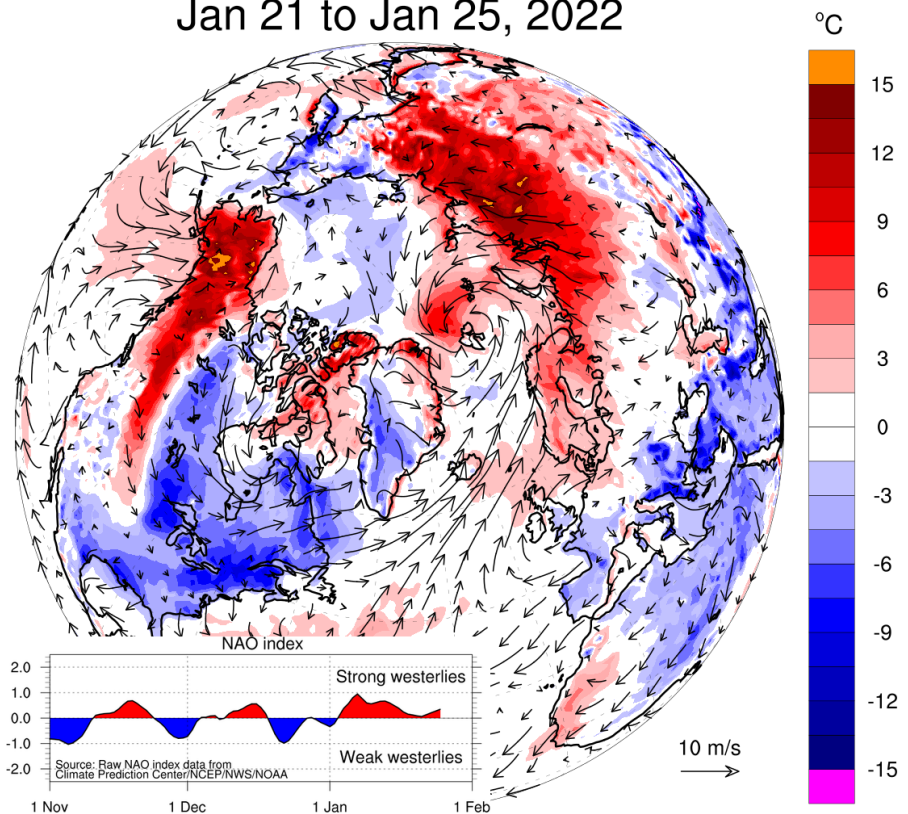 Jan 21 to Jan 25, 2022
°C
15
12
9
6
3
0
-3
-6
-9
-12
-15
10 m/s
NAO index
2.0
1.0
0.0
-1.0
-2.0
Strong westerlies
Weak westerlies
Source: Raw NAO index data from
Climate Prediction Center/NCEP/NWS/NOAA
1 Nov 1 Dec 1 Jan 1 Feb